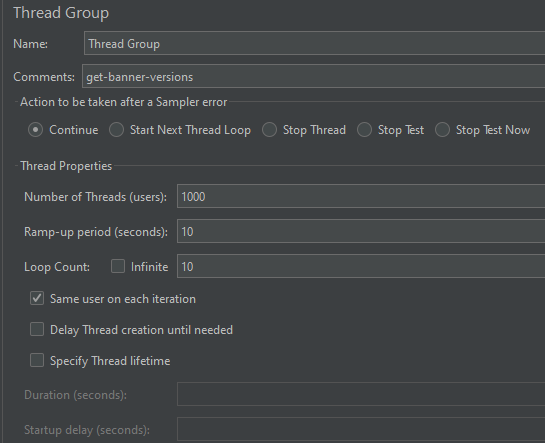 Thread Group
Name: Thread Group
Comments: get-banner-versions
Action to be taken after a Sampler error
Continue Start Next Thread Loop Stop Thread Stop Test Stop Test Now
Thread Properties
Number of Threads (users): 1000
Ramp-up period (seconds): 10
Loop Count: Infinite 10
Same user on each iteration
Delay Thread creation until needed
Specify Thread lifetime
Duration (seconds):
Startup delay (seconds):